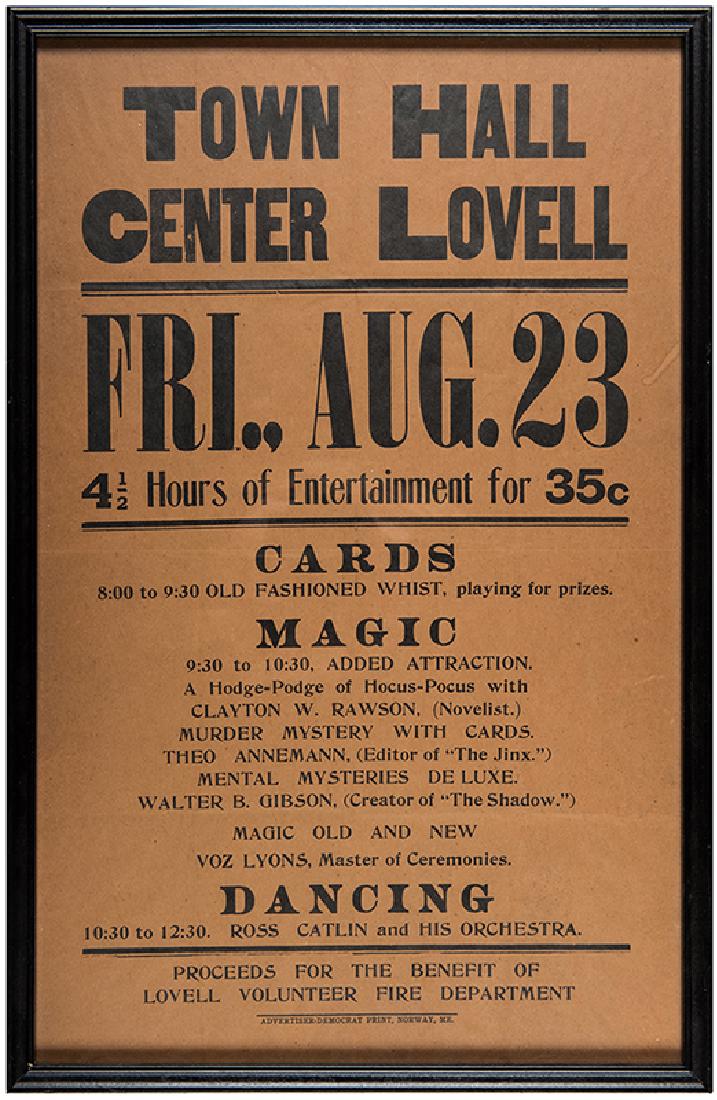 TOWN HALL
CENTER LOVELL
FRI., AUG. 23
4½ Hours of Entertainment for 35c
CARDS
8:00 to 9:30 OLD FASHIONED WHIST, playing for prizes.
MAGIC
9:30 to 10:30, ADDED ATTRACTION.
A Hodge-Podge of Hocus-Pocus with
CLAYTON W. RAWSON, (Novelist.)
MURDER MYSTERY WITH CARDS.
THEO ANNEMANN, (Editor of "The Jinx.")
MENTAL MYSTERIES DE LUXE.
WALTER B. GIBSON, (Creator of "The Shadow.")
MAGIC OLD AND NEW
VOZ LYONS, Master of Ceremonies.
DANCING
10:30 to 12:30. ROSS CATLIN and HIS ORCHESTRA.
PROCEEDS FOR THE BENEFIT OF
LOVELL VOLUNTEER FIRE DEPARTMENT
ADVERTISER-DEMOCRAT PRINT, NORWAY, ME.